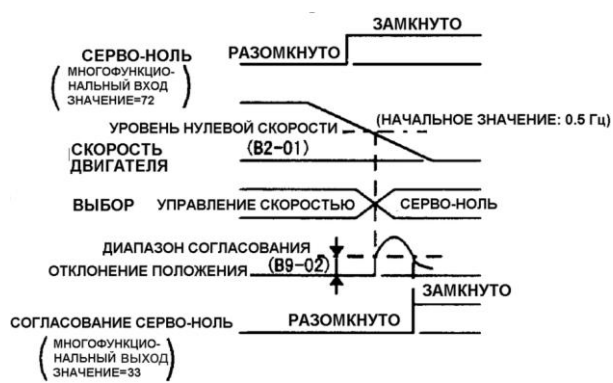 ЗАМКНУТО
СЕРВО-НОЛЬ РАЗОМКНУТО
(МНОГОФУНКЦИО-
НАЛЬНЫЙ ВХОД
ЗНАЧЕНИЕ=72)
УРОВЕНЬ НУЛЕВОЙ СКОРОСТИ (НАЧАЛЬНОЕ ЗНАЧЕНИЕ: 0.5 Гц)
(B2-01)
СКОРОСТЬ
ДВИГАТЕЛЯ
ВЫБОР УПРАВЛЕНИЕ СКОРОСТЬЮ СЕРВО-НОЛЬ
ДИАПАЗОН СОГЛАСОВАНИЯ
(B9-02)
ОТКЛОНЕНИЕ ПОЛОЖЕНИЯ
ЗАМКНУТО
СОГЛАСОВАНИЕ СЕРВО-НОЛЬ РАЗОМКНУТО
(МНОГОФУНКЦИО-
НАЛЬНЫЙ ВЫХОД
ЗНАЧЕНИЕ=33)